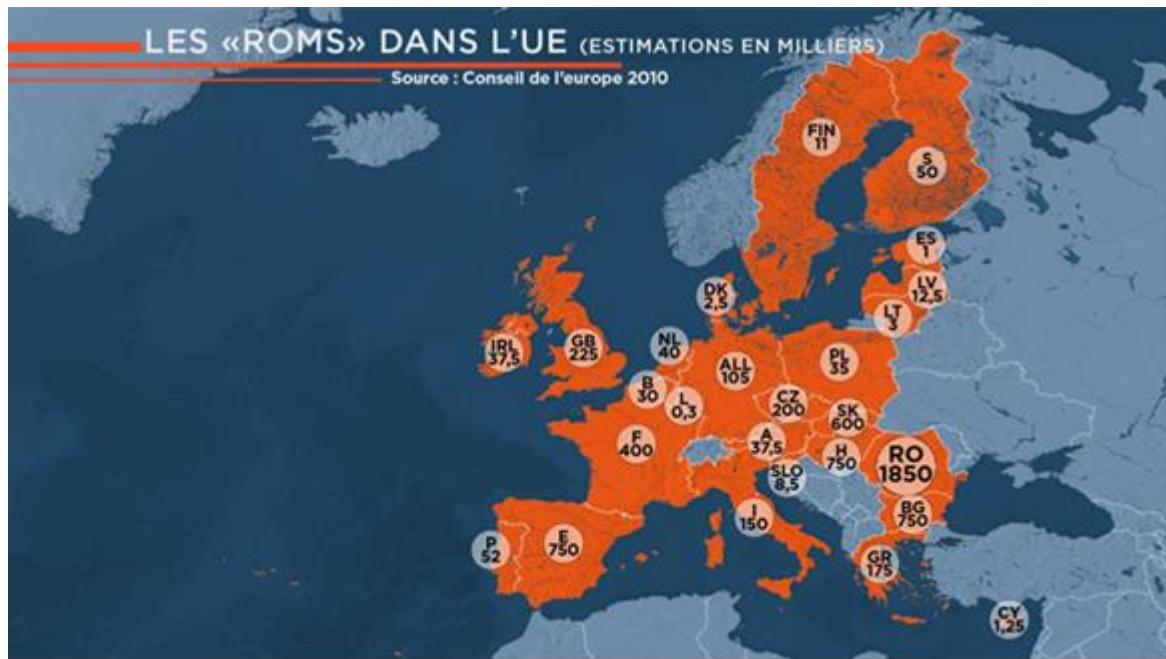 LES «ROMS» DANS L'UE (ESTIMATIONS EN MILLIERS)
Source : Conseil de l'europe 2010
FIN
11
S
50
ES
1
LV
12,5
DK
2,5
LT
3
IRL
37,5
GB
225
NL
40
PL
35
ALL
105
B
30
L
0,3
CZ
200
SK
600
F
400
A
37,5
H
750
RO
1850
SLO
8,5
I
150
BG
750
P
52
E
750
GR
175
CY
1,25